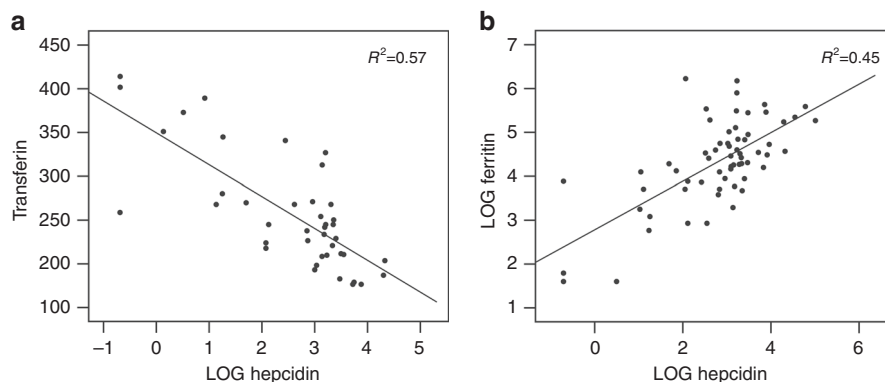 a
Transferin
450
400
350
300
250
200
100
R²=0.57
–1 0 1 2 3 4 5
LOG hepcidin
b
LOG ferritin
7
6
5
4
3
2
1
R²=0.45
0 2 4 6
LOG hepcidin